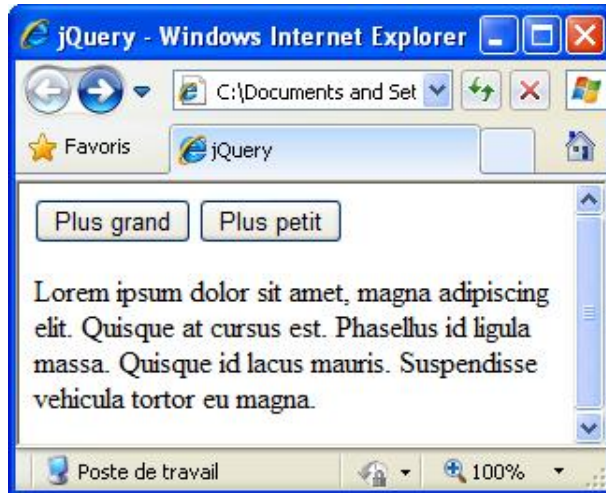 jQuery - Windows Internet Explorer
C:\Documents and Set
Favoris
jQuery
Plus grand Plus petit
Lorem ipsum dolor sit amet, magna adipiscing
elit. Quisque at cursus est. Phasellus id ligula
massa. Quisque id lacus mauris. Suspendisse
vehicula tortor eu magna.
Poste de travail 100%